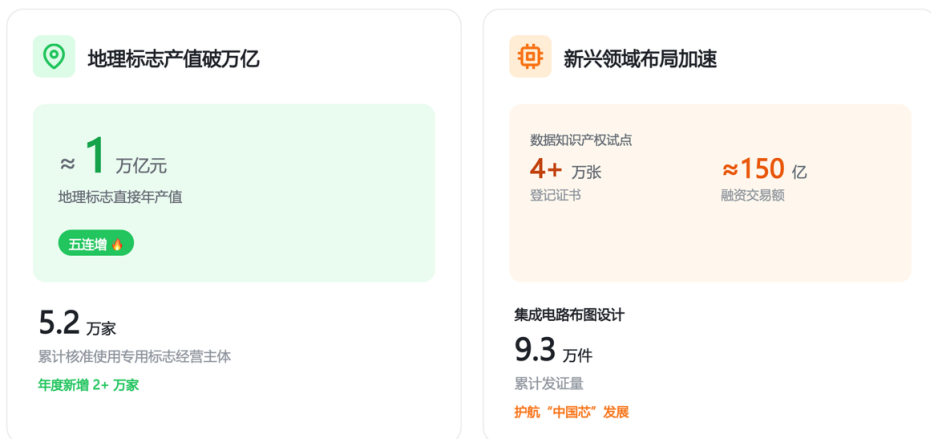 地理标志产值破万亿
≈ 1 万亿元
地理标志直接年产值
五连增 🔥
5.2 万家
累计核准使用专用标志经营主体
年度新增 2+ 万家
新兴领域布局加速
数据知识产权试点
4+ 万张
登记证书
≈150 亿
融资交易额
集成电路布图设计
9.3 万件
累计发证量
护航“中国芯”发展